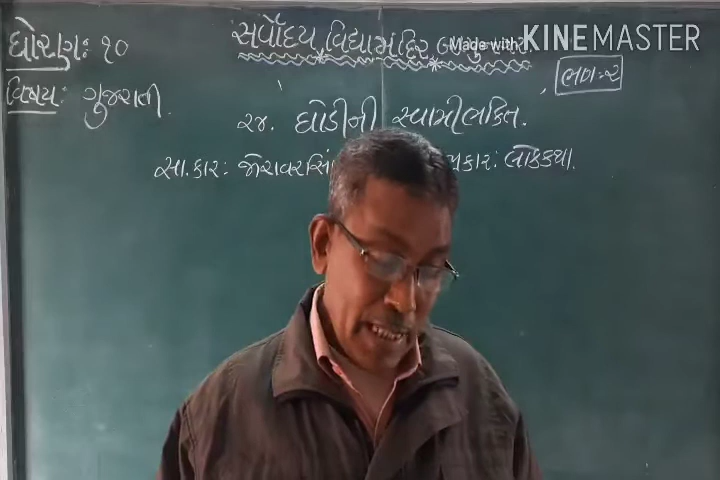 ધોરણ: ૧૦
સર્વોદય વિદ્યામંદિર
Made with KINEMASTER
વિષય: ગુજરાતી.
ભાગ-૨
૨૪. ઘોડીની સ્વામીભક્તિ.
સા.કાર: જોરાવરસિં પ્રકાર: લોકકથા.